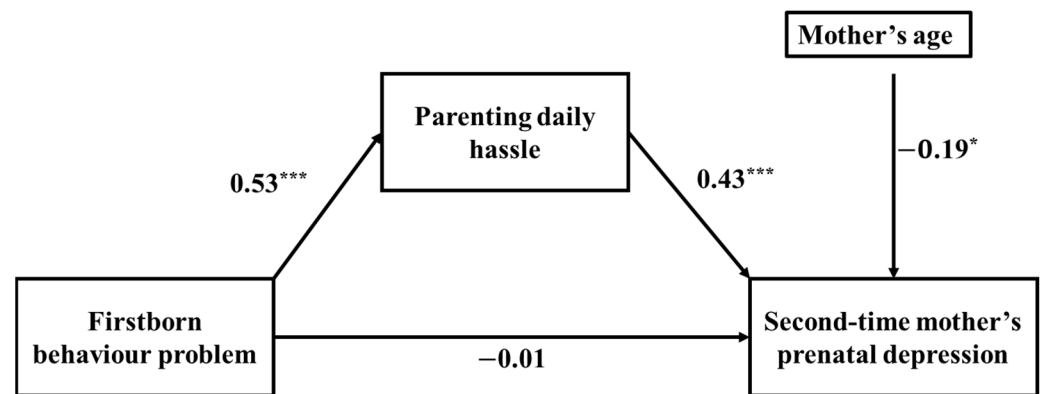 Mother's age
Parenting daily
hassle
−0.19*
0.53***
0.43***
Firstborn
behaviour problem
−0.01
Second-time mother's
prenatal depression